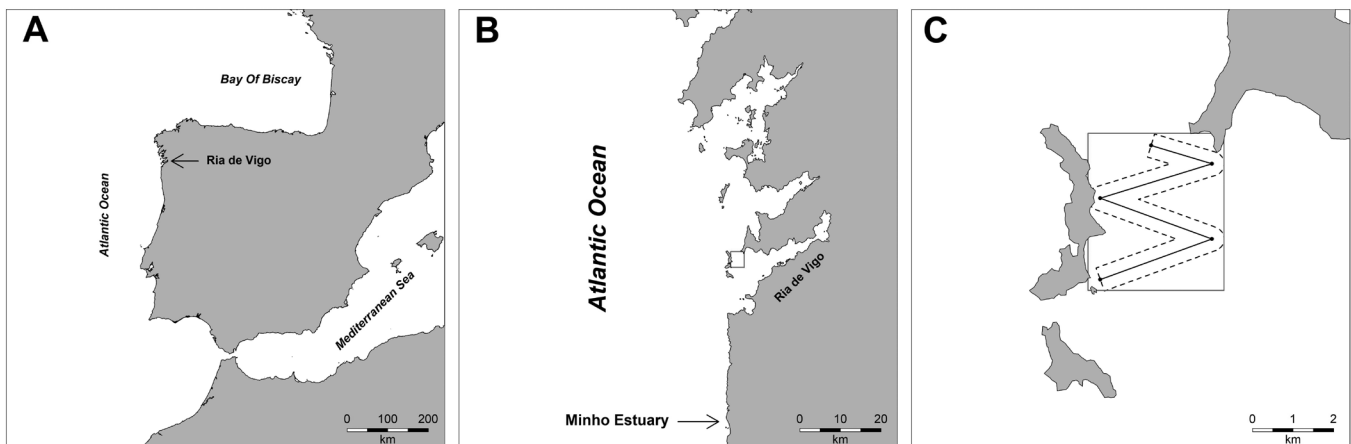 A
Bay Of Biscay
Ria de Vigo
Atlantic Ocean
Mediterranean Sea
0 100 200
km
B
Atlantic Ocean
Ria de Vigo
Minho Estuary
0 10 20
km
C
0 1 2
km